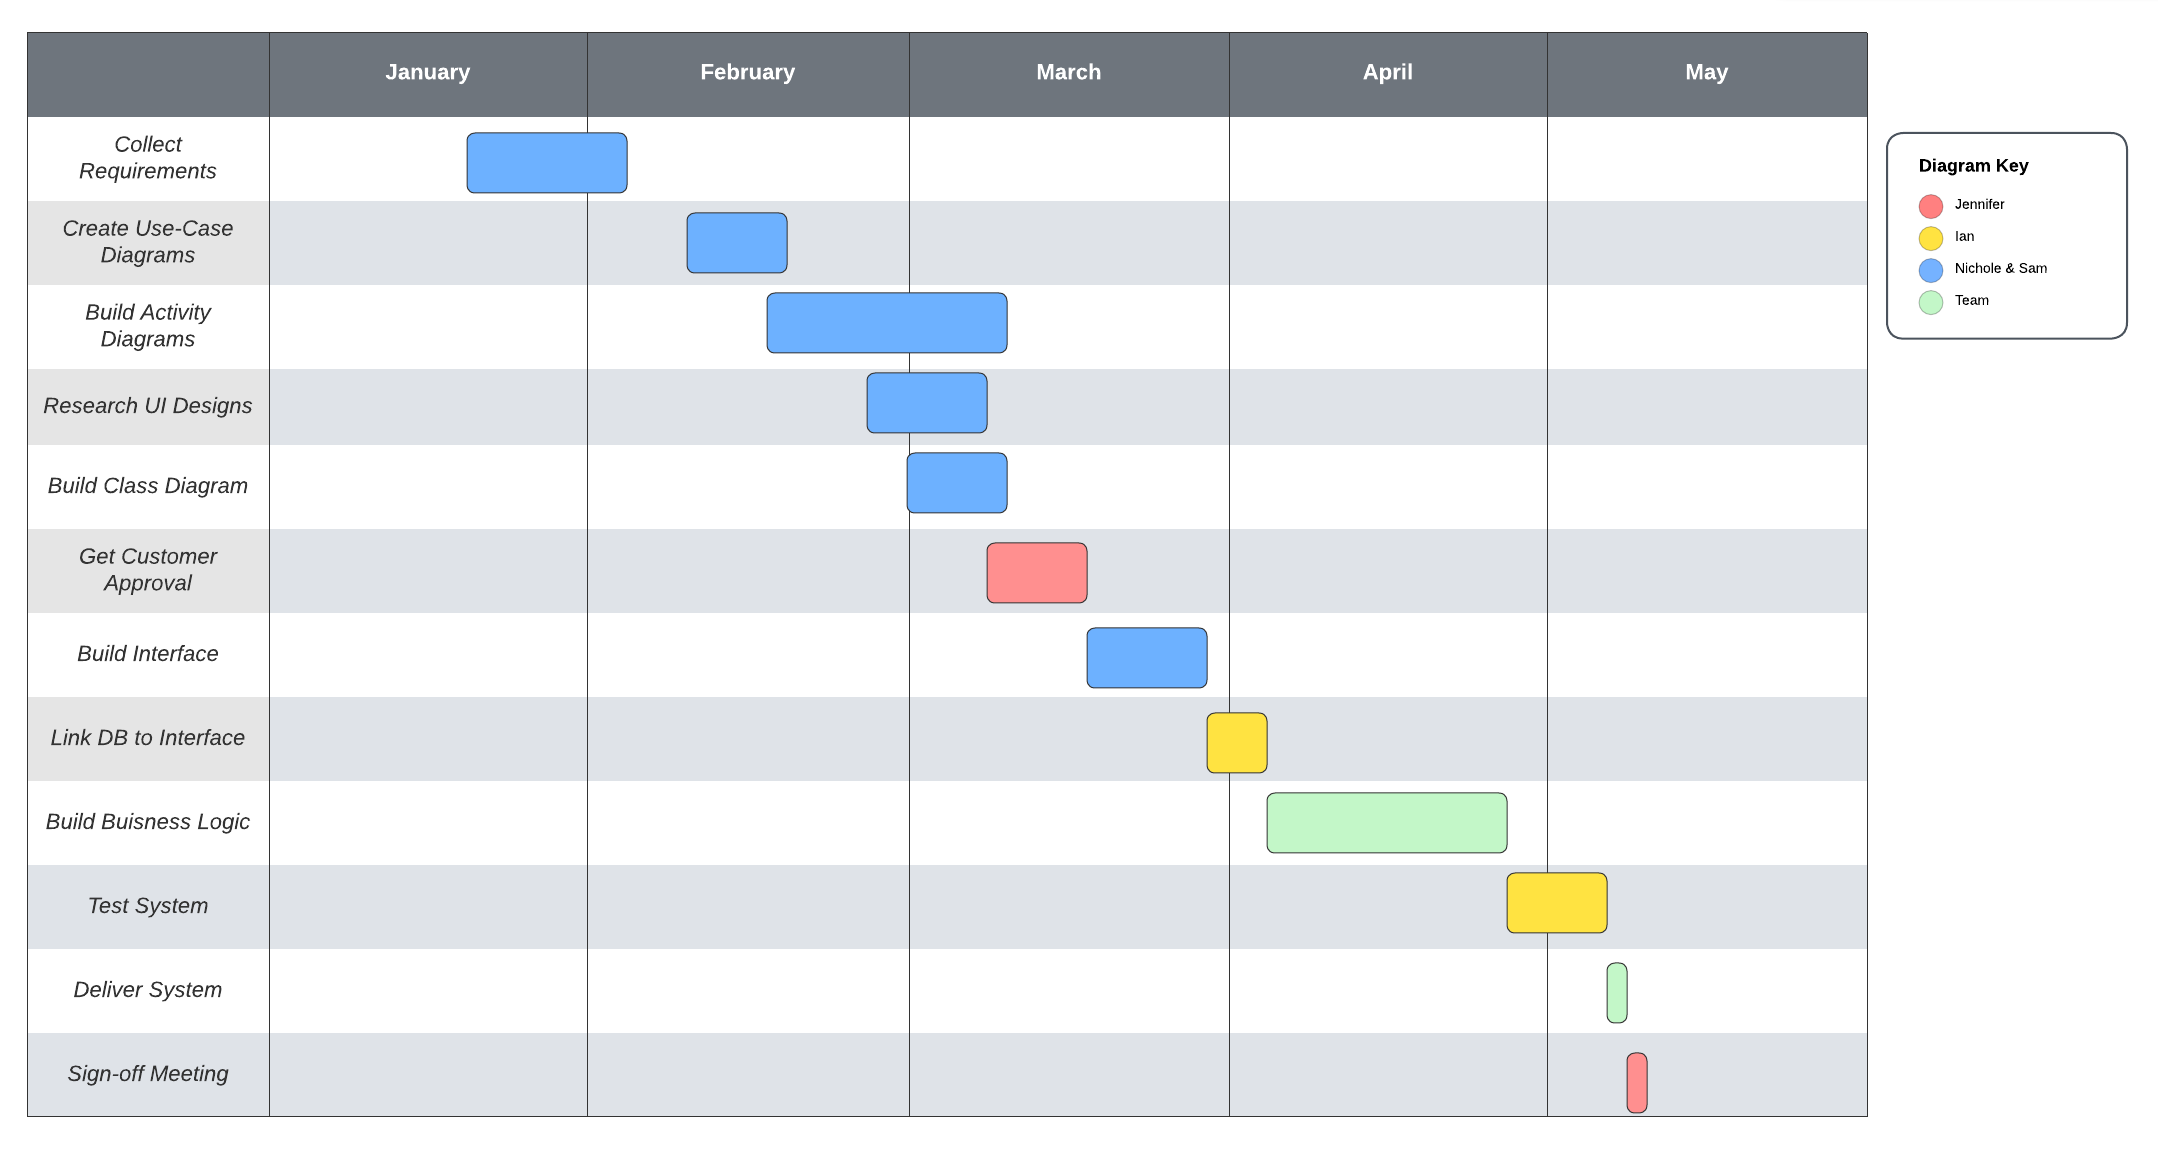 January
February
March
April
May
Collect
Requirements
Create Use-Case
Diagrams
Build Activity
Diagrams
Research UI Designs
Build Class Diagram
Get Customer
Approval
Build Interface
Link DB to Interface
Build Buisness Logic
Test System
Deliver System
Sign-off Meeting
Diagram Key
Jennifer
Ian
Nichole & Sam
Team